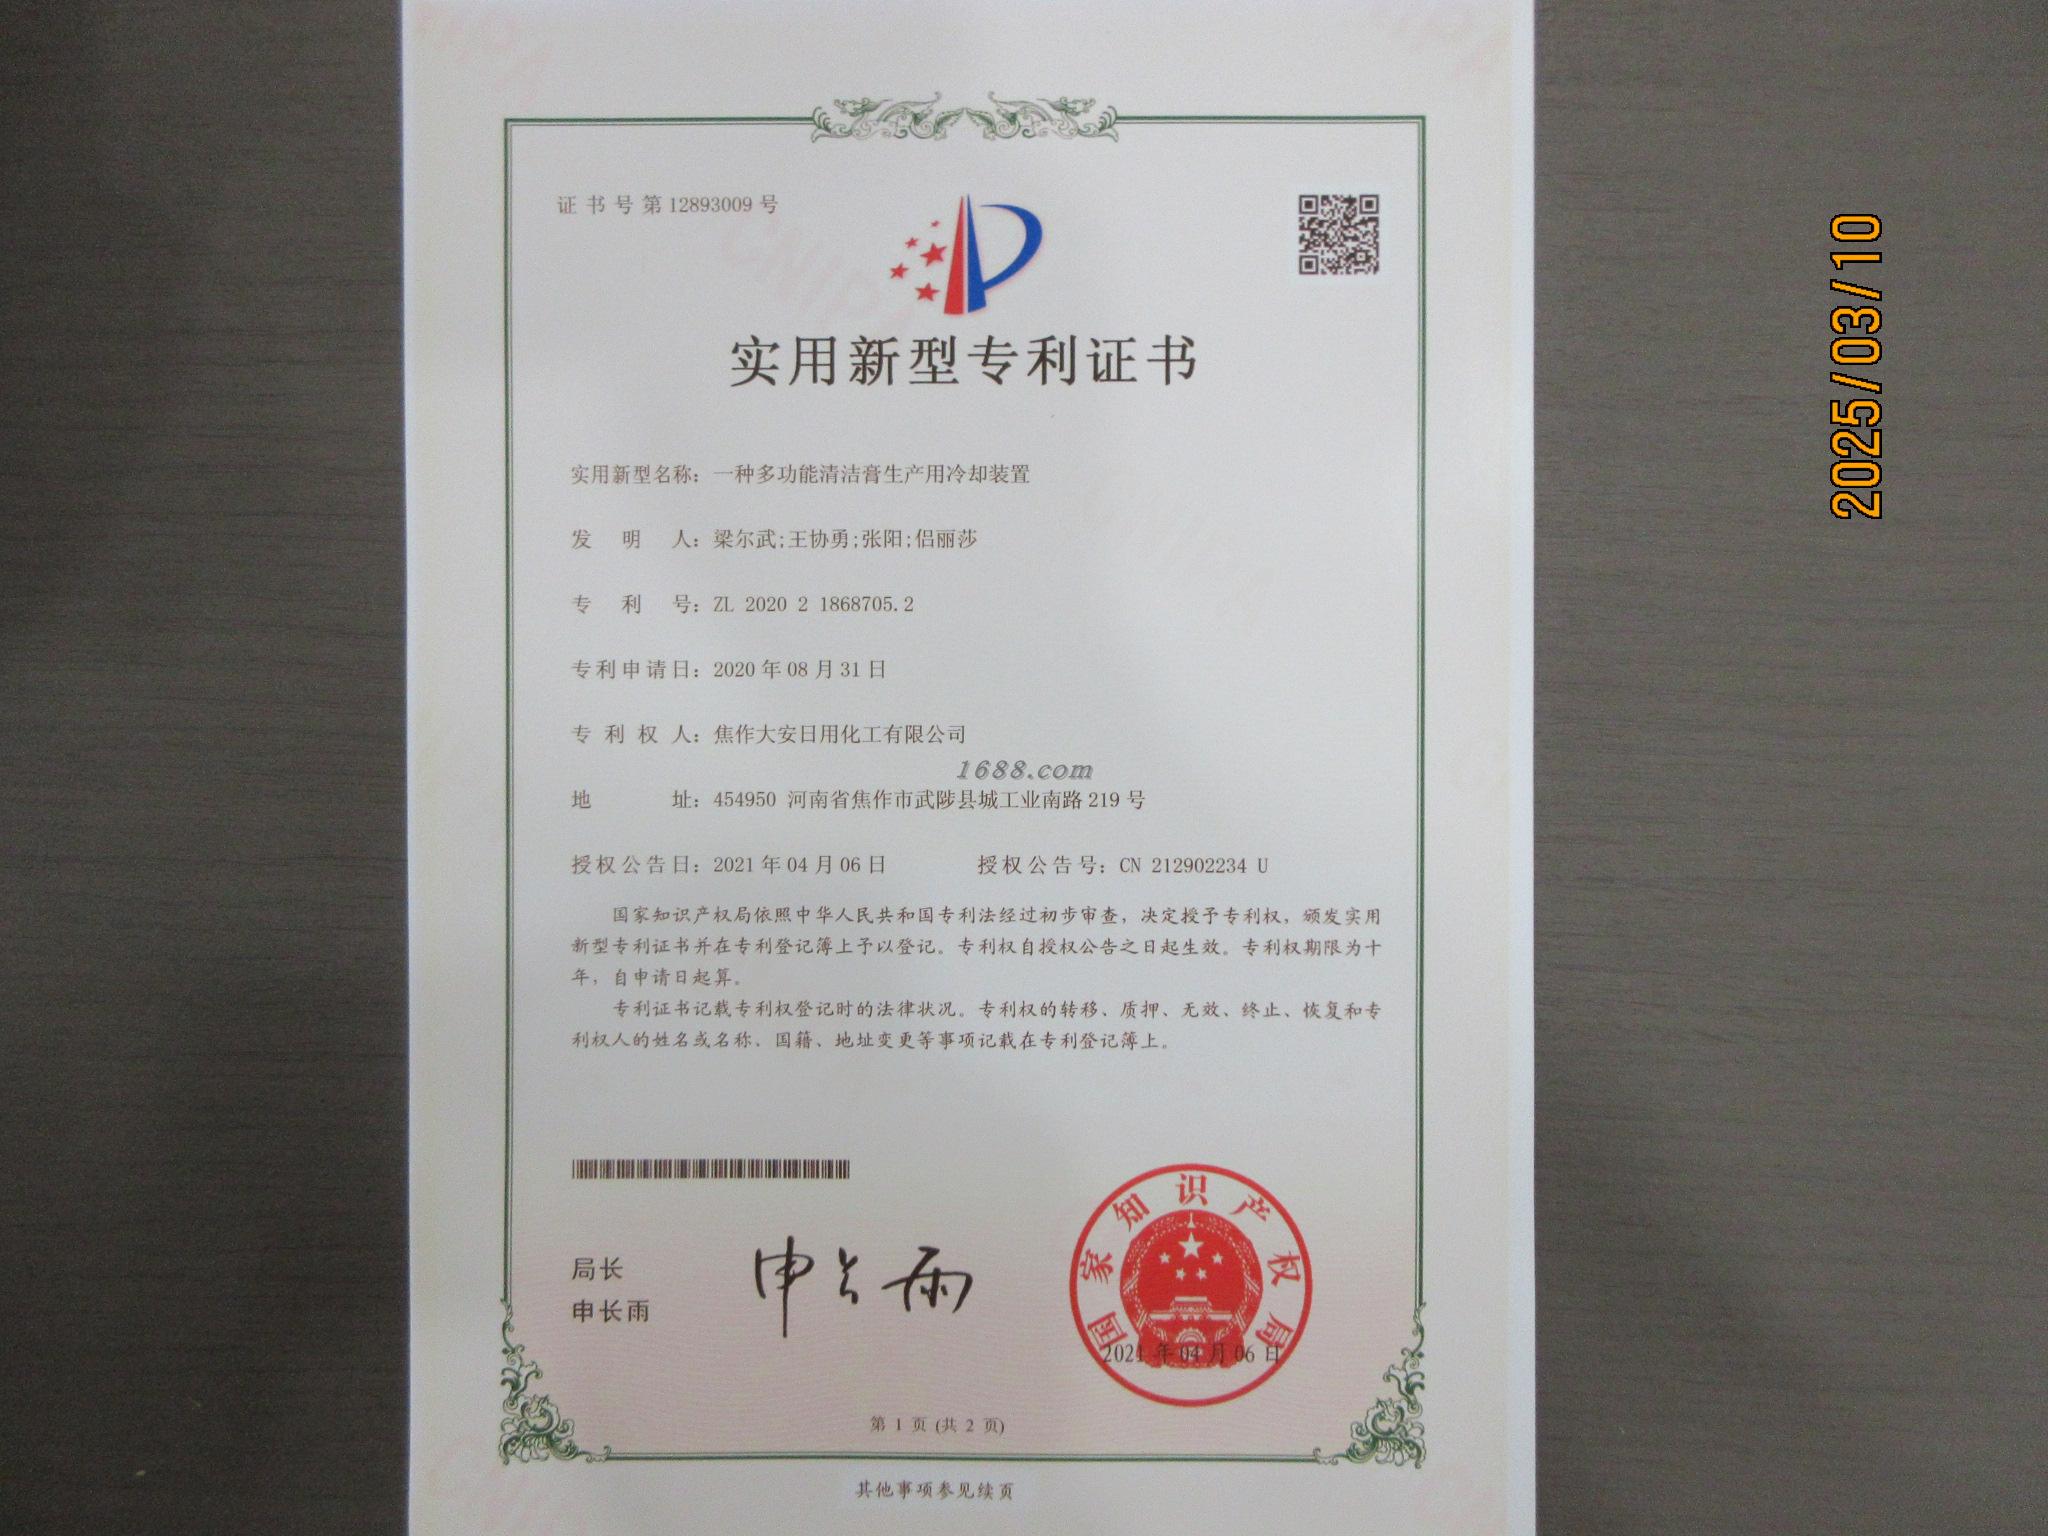 证书号第12893009号
实用新型专利证书
实用新型名称：一种多功能清洁膏生产用冷却装置
发明人：梁尔武;王协勇;张阳;侣丽莎
专利号：ZL 2020 2 1868705.2
专利申请日：2020年08月31日
专利权人：焦作大安日用化工有限公司
1688.com
地址：454950 河南省焦作市武陟县城工业南路219号
授权公告日：2021年04月06日 授权公告号：CN 212902234 U
国家知识产权局依照中华人民共和国专利法经过初步审查，决定授予专利权，颁发实用
新型专利证书并在专利登记簿上予以登记。专利权自授权公告之日起生效。专利权期限为十
年，自申请日起算。
专利证书记载专利权登记时的法律状况。专利权的转移、质押、无效、终止、恢复和专
利权人的姓名或名称、国籍、地址变更等事项记载在专利登记簿上。
局长
申长雨
申长雨
国家知识产权局
2021年04月06日
第 1 页 (共 2 页)
其他事项参见续页
2025/03/10